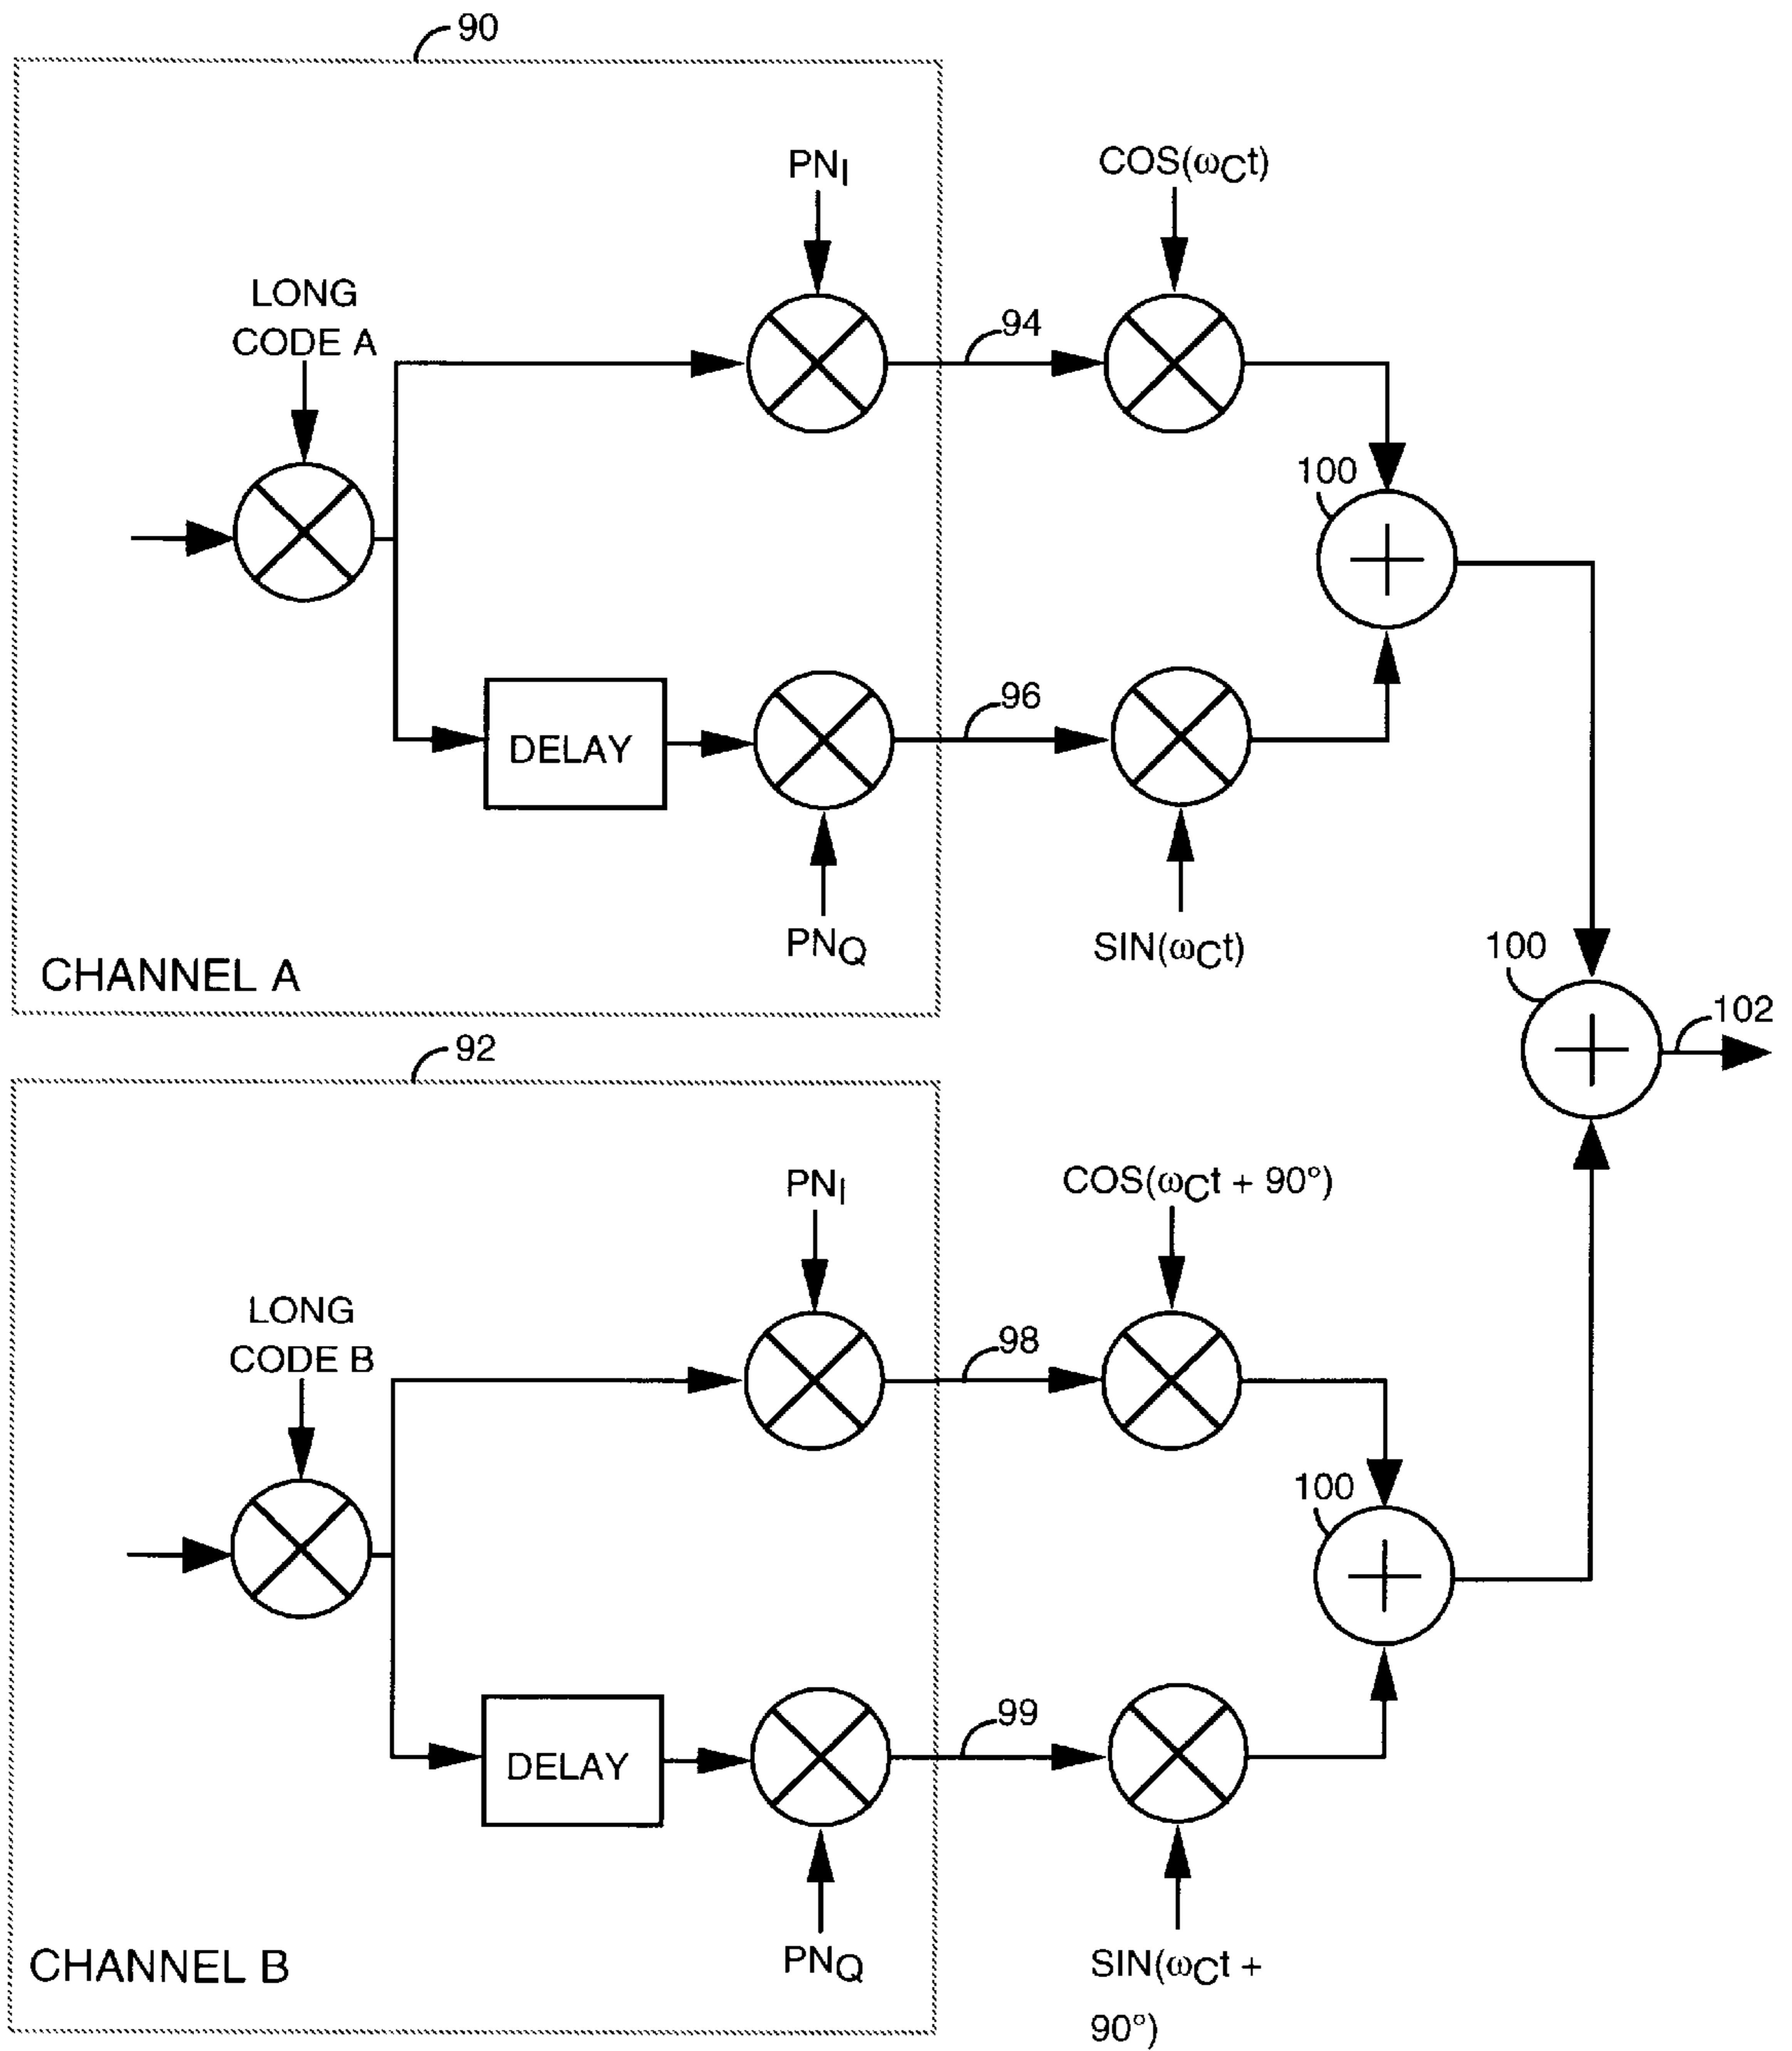 90
PNI
COS(ωCt)
LONG
CODE A
94
100
DELAY
96
PNQ
SIN(ωCt)
CHANNEL A
100
102
92
PNI
COS(ωCt + 90°)
LONG
CODE B
98
100
DELAY
99
PNQ
SIN(ωCt +
90°)
CHANNEL B